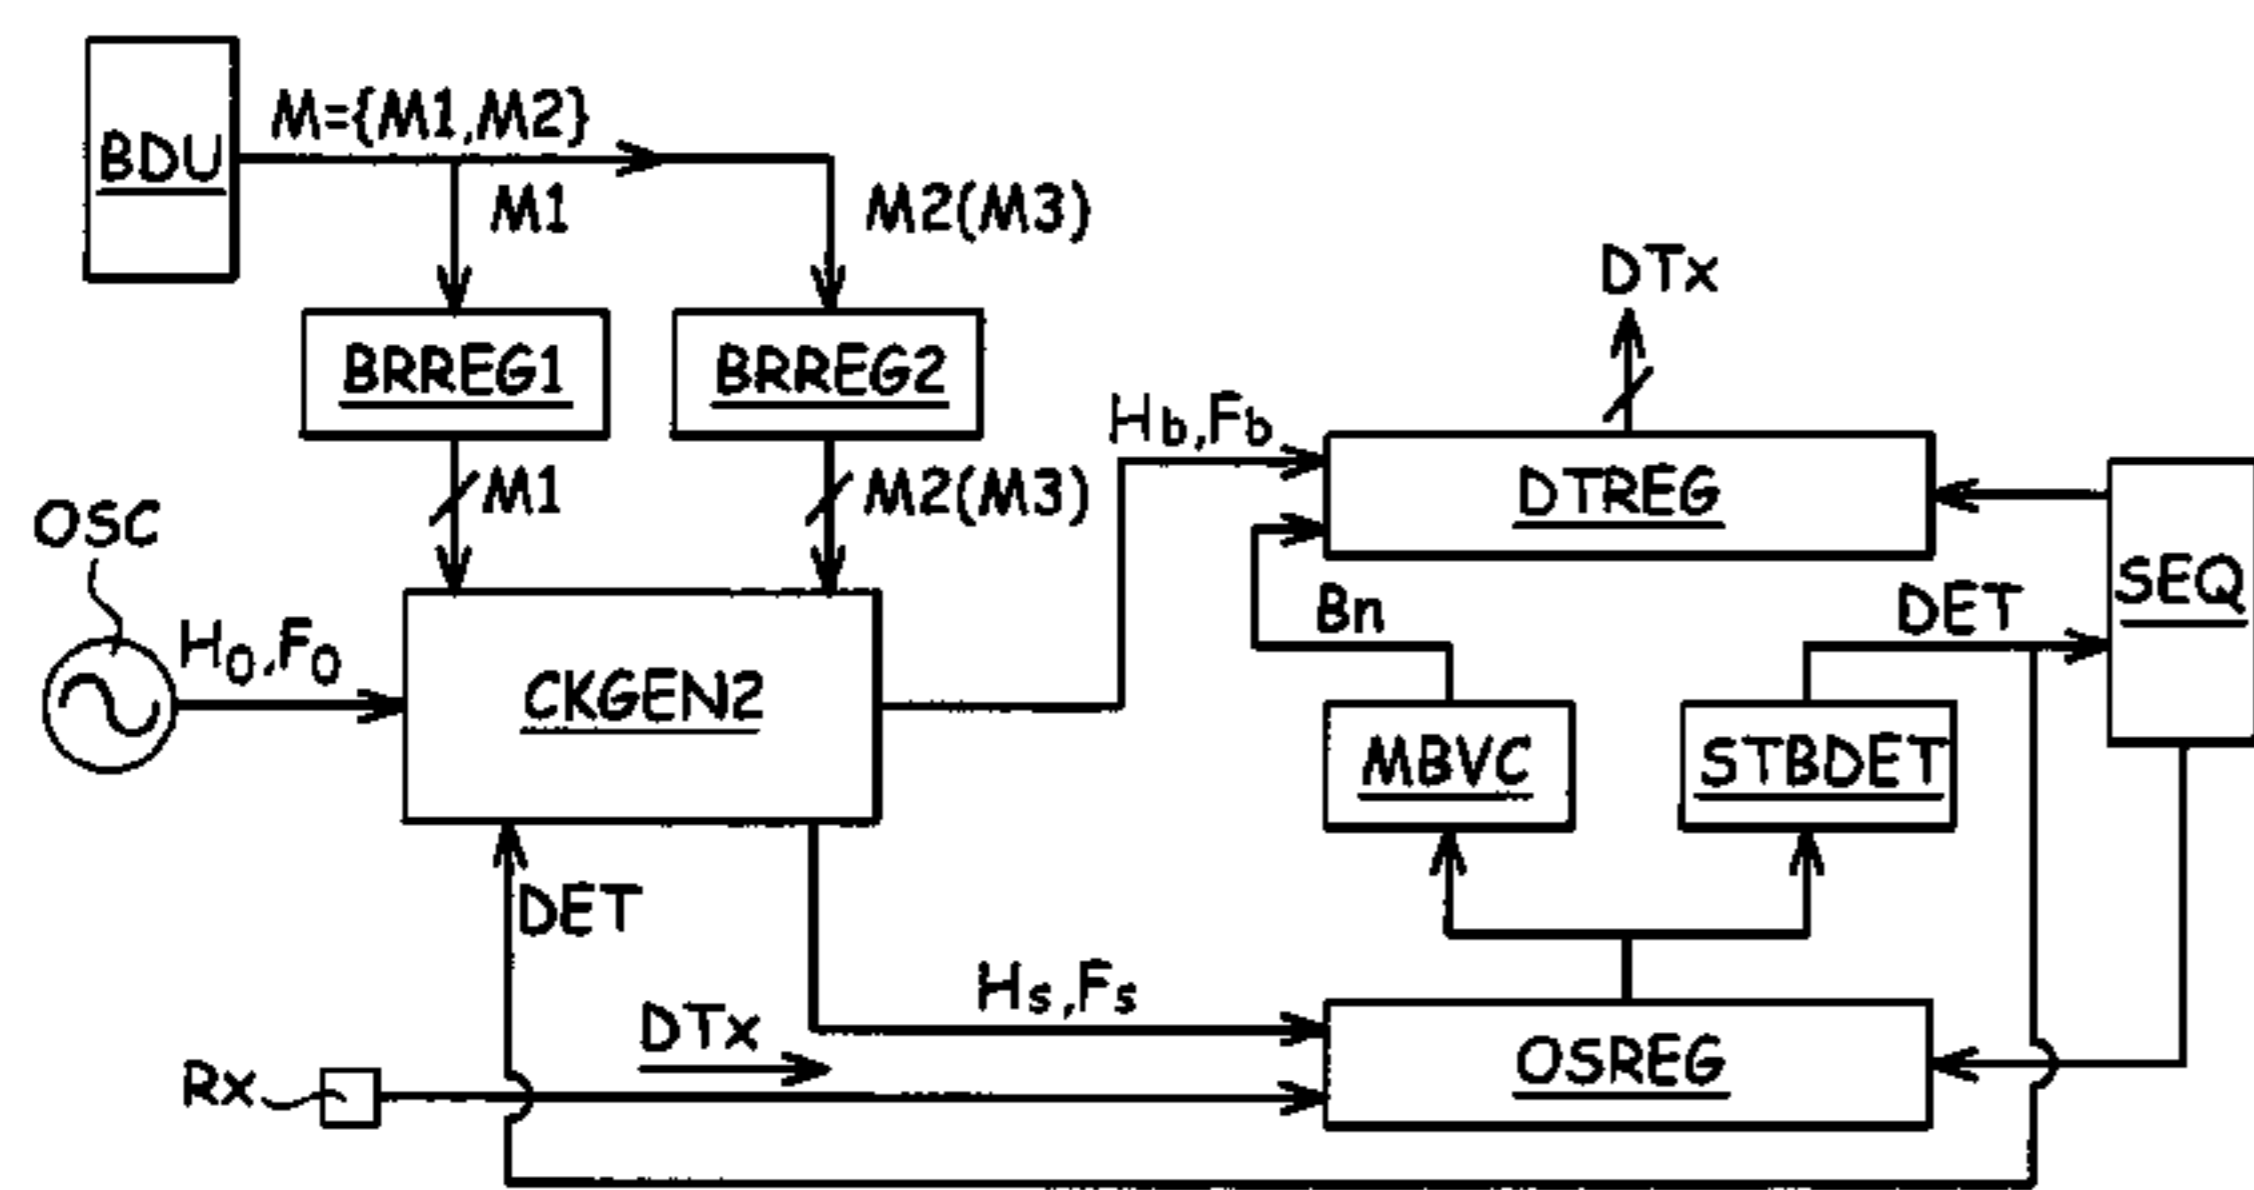 BDU
M={M1,M2}
M1
M2(M3)
BRREG1
BRREG2
M1
M2(M3)
OSC
H0,F0
CKGEN2
DET
Hb,Fb
DTx
DTREG
SEQ
Bn
DET
MBVC
STBDET
Hs,Fs
DTx
Rx
OSREG